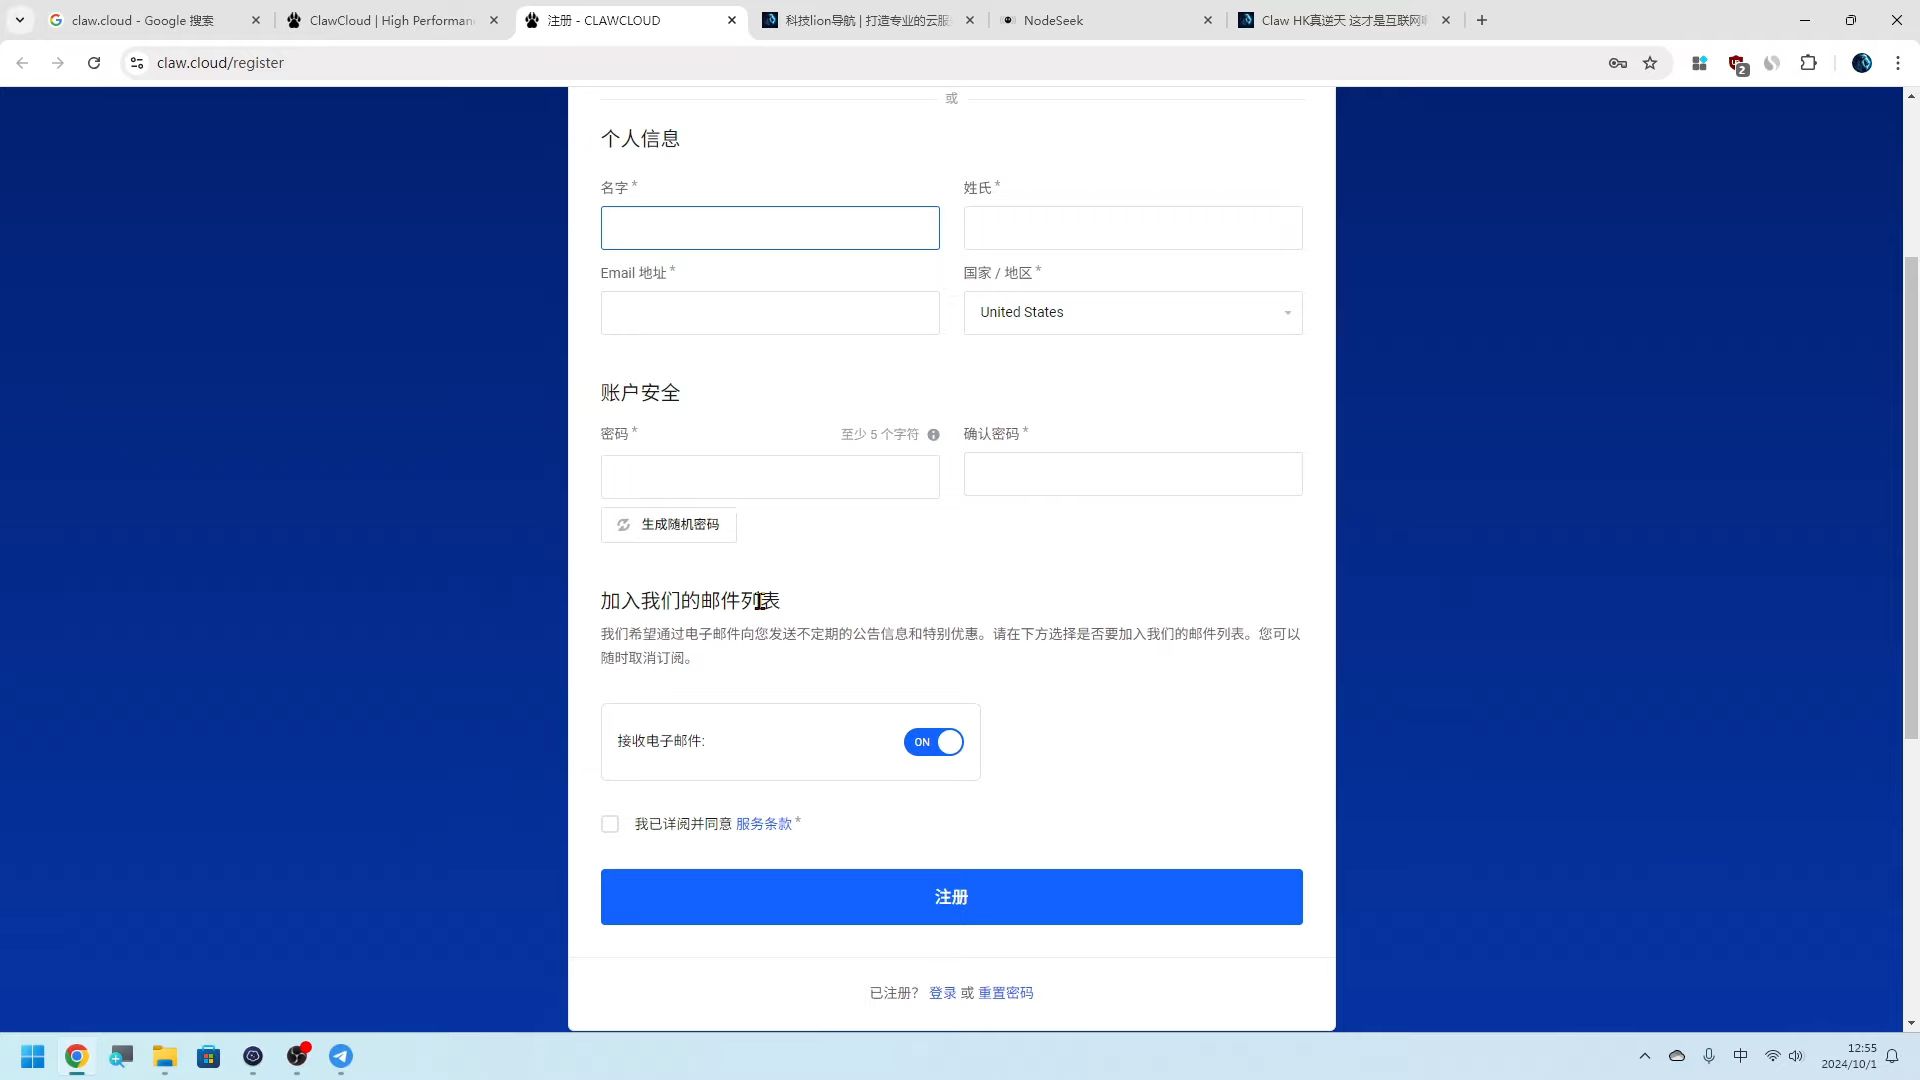 claw.cloud - Google 搜索
ClawCloud | High Performan
注册 - CLAWCLOUD
科技lion导航 | 打造专业的云服
NodeSeek
Claw HK真逆天 这才是互联网
claw.cloud/register
2
或
个人信息
名字 *
姓氏 *
Email 地址 *
国家 / 地区 *
United States
账户安全
密码 *
至少 5 个字符
确认密码 *
生成随机密码
加入我们的邮件列表
我们希望通过电子邮件向您发送不定期的公告信息和特别优惠。请在下方选择是否要加入我们的邮件列表。您可以
随时取消订阅。
接收电子邮件:
ON
我已详阅并同意 服务条款 *
注册
已注册? 登录 或 重置密码
中
12:55
2024/10/1